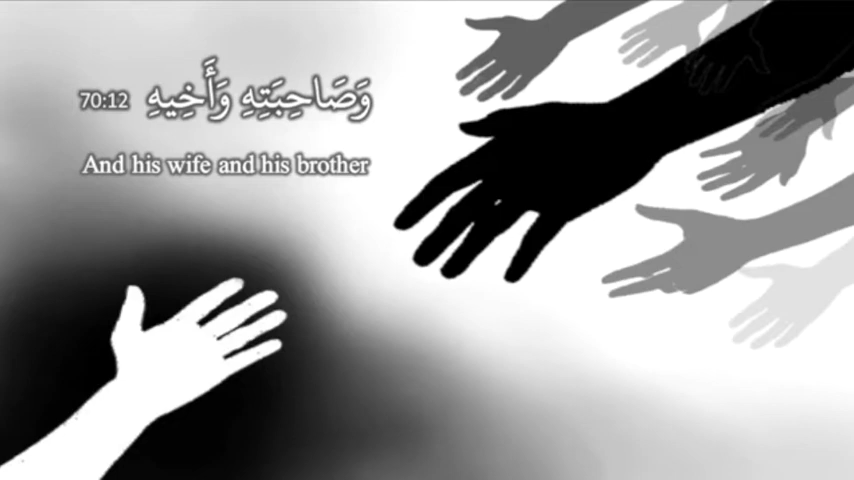 وَصَاحِبَتِهِ وَأَخِيهِ 70:12
And his wife and his brother